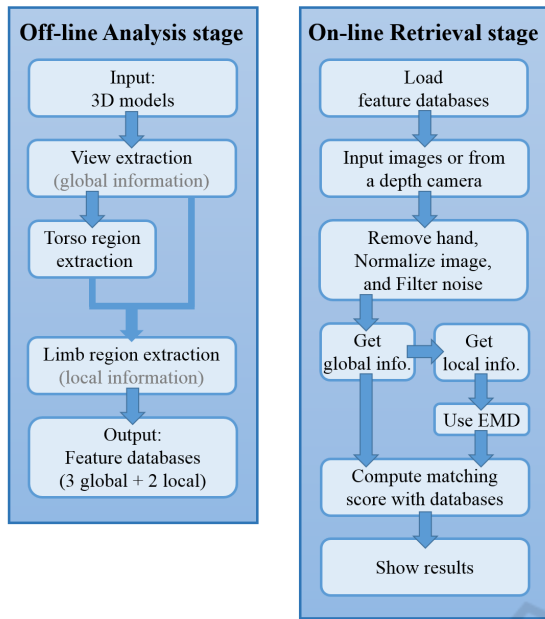 Off-line Analysis stage
Input:
3D models
View extraction
(global information)
Torso region
extraction
Limb region extraction
(local information)
Output:
Feature databases
(3 global + 2 local)
On-line Retrieval stage
Load
feature databases
Input images or from
a depth camera
Remove hand,
Normalize image,
and Filter noise
Get
global info.
Get
local info.
Use EMD
Compute matching
score with databases
Show results